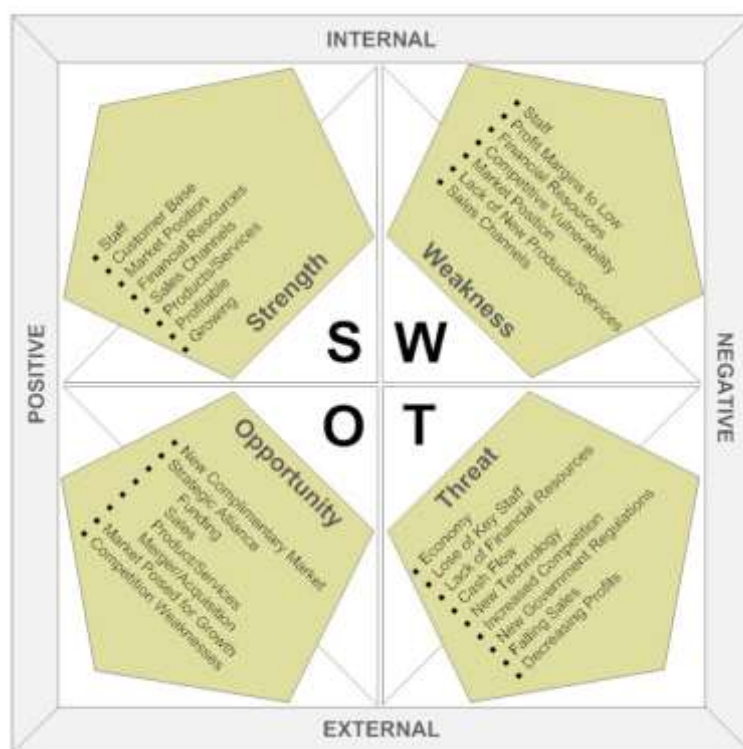 INTERNAL
POSITIVE
NEGATIVE
EXTERNAL
S
W
O
T
Strength
Staff
Customer Base
Market Position
Financial Resources
Sales Channels
Products/Services
Profitable
Growing
Weakness
Staff
Profit Margins to Low
Financial Resources
Competitive Vulnerability
Market Position
Lack of New Products/Services
Sales Channels
Opportunity
New Complimentary Market
Strategic Aliance
Funding
Sales
Product/Services
Merger/Acquisition
Market Poised for Growth
Competition Weaknesses
Threat
Economy
Lose of Key Staff
Lack of Financial Resources
Cash Flow
New Technology
Increased Competition
New Government Regulations
Falling Sales
Decreasing Profits